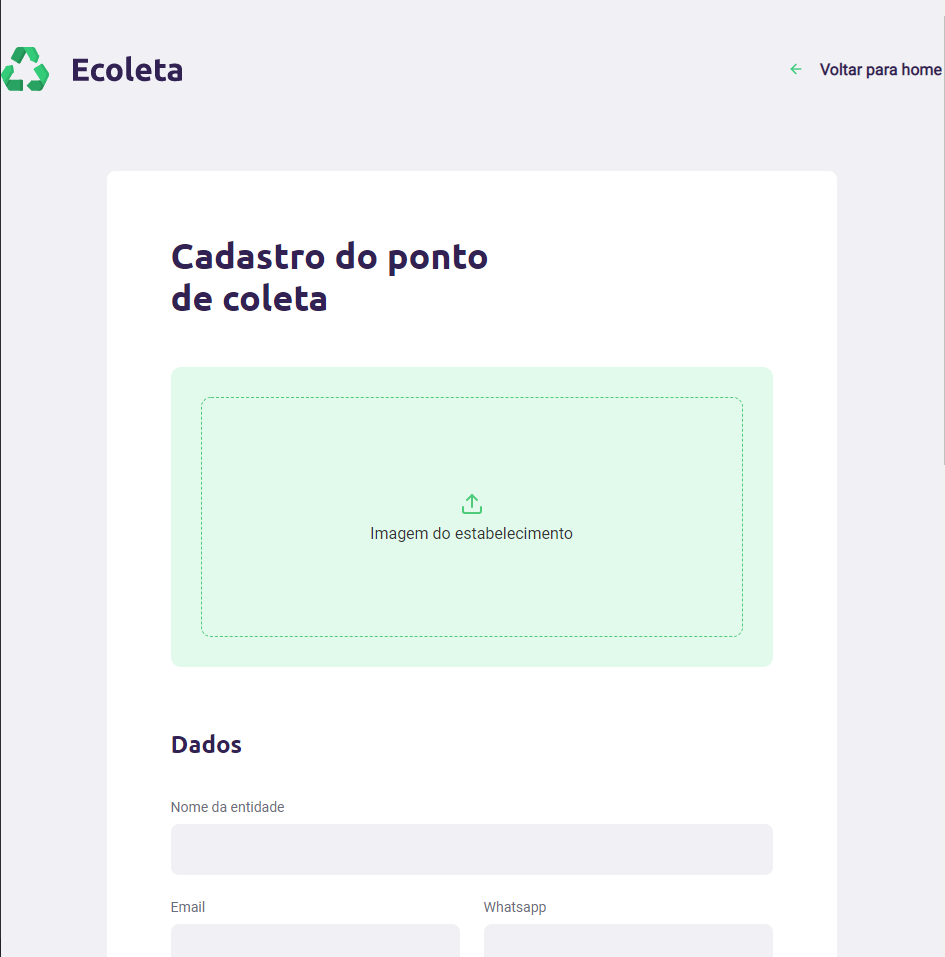 Ecoleta
Voltar para home
Cadastro do ponto
de coleta
Imagem do estabelecimento
Dados
Nome da entidade
Email
Whatsapp